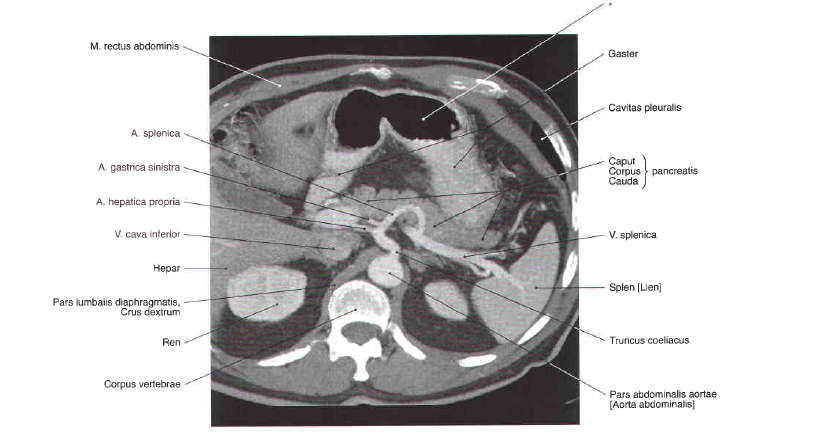 *
M. rectus abdominis
Gaster
Cavitas pleuralis
A. splenica
Caput
Corpus } pancreatis
Cauda
A. gastrica sinistra
A. hepatica propria
V. cava inferior
V. splenica
Hepar
Splen [Lien]
Pars lumbalis diaphragmatis,
Crus dextrum
Ren
Truncus coeliacus
Corpus vertebrae
Pars abdominalis aortae
[Aorta abdominalis]